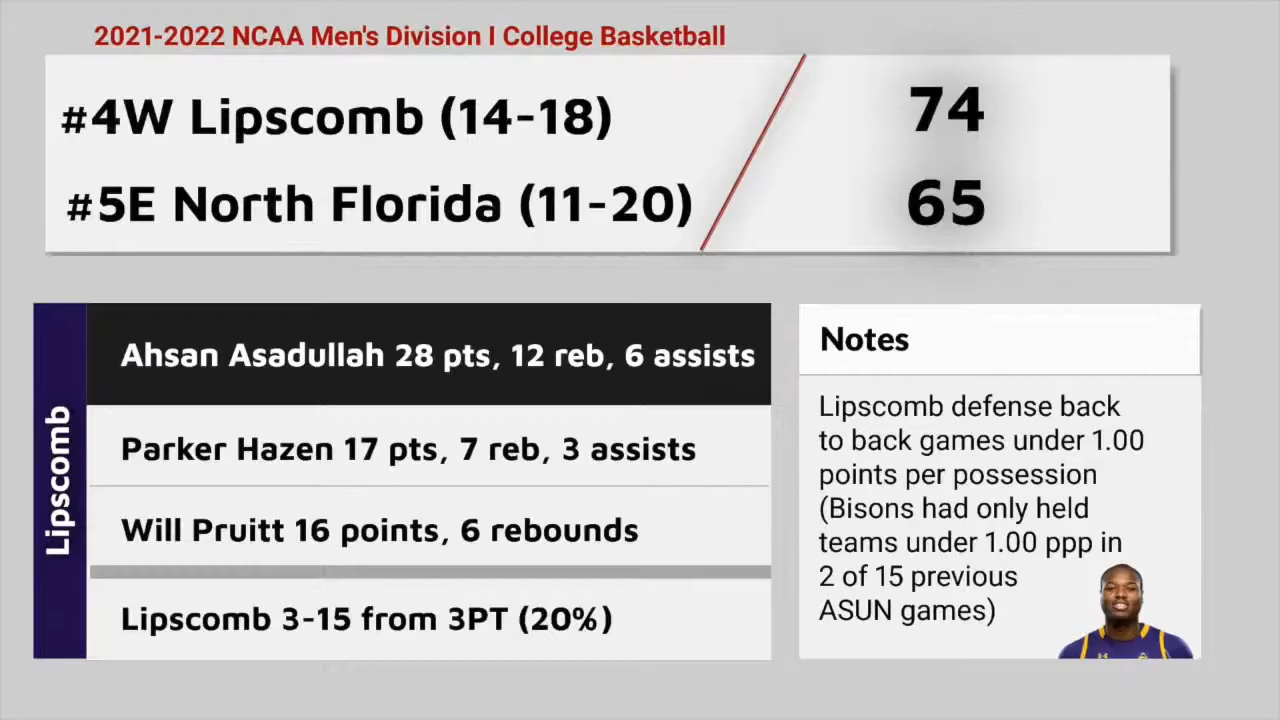 2021-2022 NCAA Men's Division I College Basketball
#4W Lipscomb (14-18)
74
#5E North Florida (11-20)
65
Lipscomb
Ahsan Asadullah 28 pts, 12 reb, 6 assists
Parker Hazen 17 pts, 7 reb, 3 assists
Will Pruitt 16 points, 6 rebounds
Lipscomb 3-15 from 3PT (20%)
Notes
Lipscomb defense back
to back games under 1.00
points per possession
(Bisons had only held
teams under 1.00 ppp in
2 of 15 previous
ASUN games)